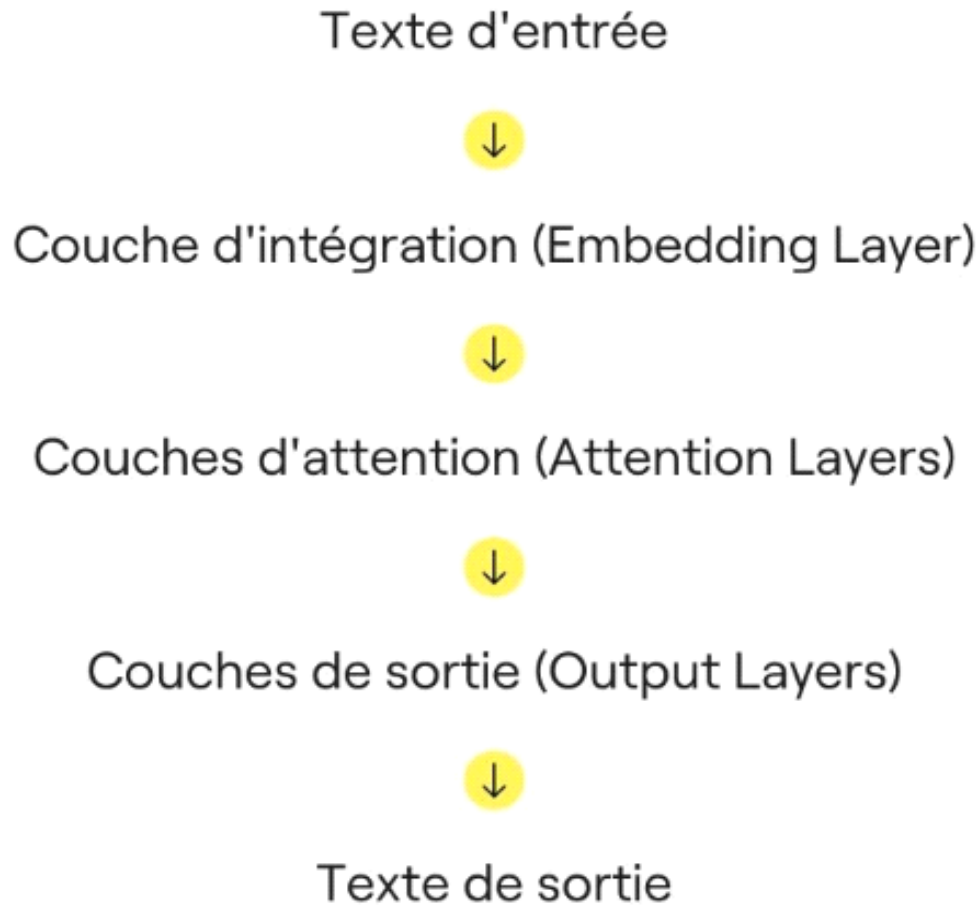 Texte d'entrée
↓
Couche d'intégration (Embedding Layer)
↓
Couches d'attention (Attention Layers)
↓
Couches de sortie (Output Layers)
↓
Texte de sortie